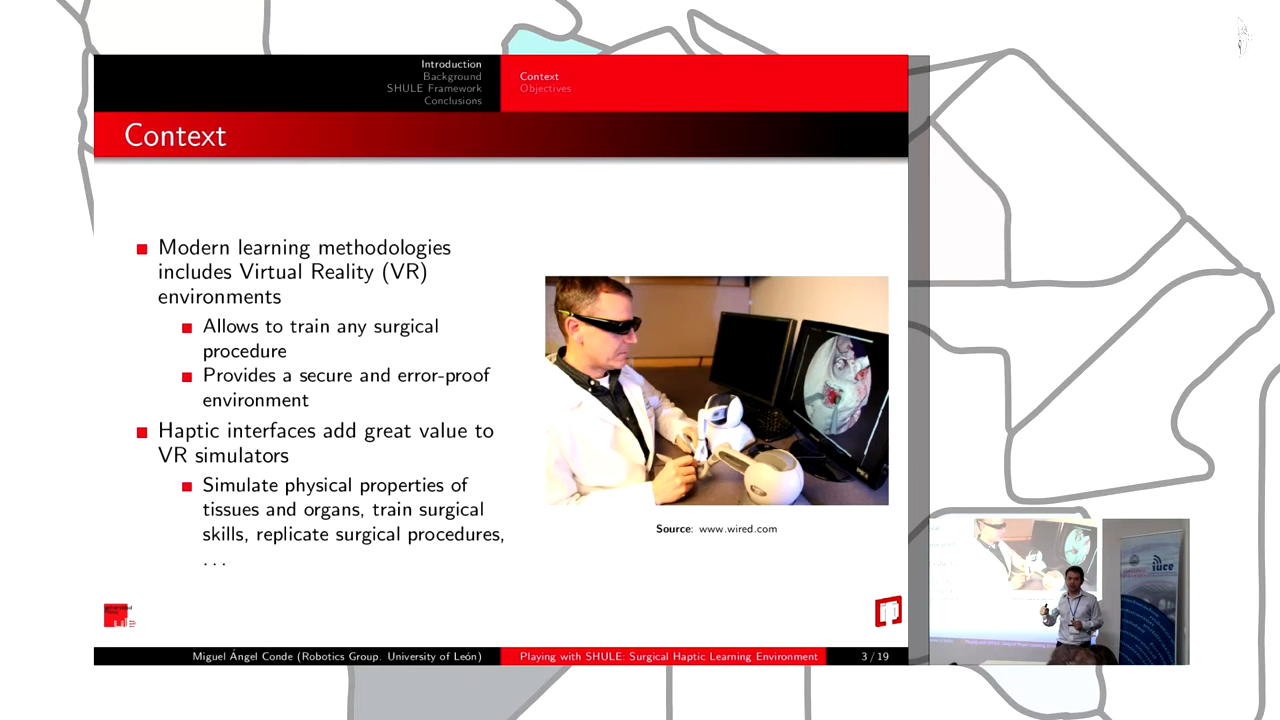 Introduction
Background
SHULE Framework
Conclusions
Context
Objectives
Context
Modern learning methodologies
includes Virtual Reality (VR)
environments
Allows to train any surgical
procedure
Provides a secure and error-proof
environment
Haptic interfaces add great value to
VR simulators
Simulate physical properties of
tissues and organs, train surgical
skills, replicate surgical procedures,
...
Source: www.wired.com
Miguel Ángel Conde (Robotics Group. University of León)
Playing with SHULE: Surgical Haptic Learning Environment
3 / 19
iuce